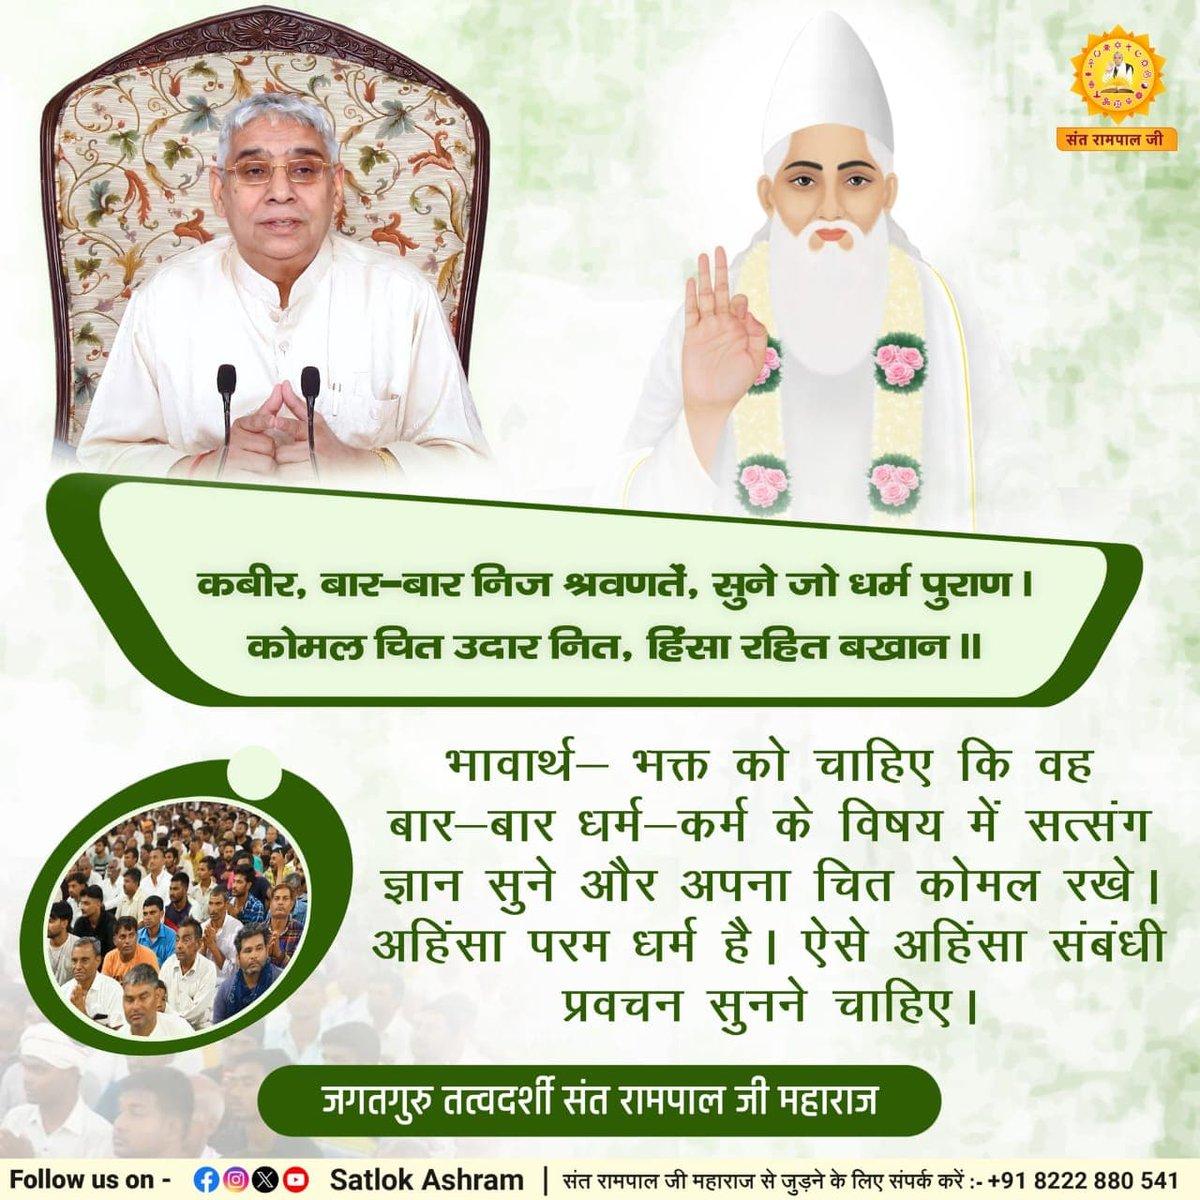 संत रामपाल जी
कबीर, बार-बार निज श्रवणतें, सुने जो धर्म पुराण।
कोमल चित उदार नित, हिंसा रहित बखान॥
भावार्थ– भक्त को चाहिए कि वह
बार–बार धर्म–कर्म के विषय में सत्संग
ज्ञान सुने और अपना चित कोमल रखे।
अहिंसा परम धर्म है। ऐसे अहिंसा संबंधी
प्रवचन सुनने चाहिए।
जगतगुरु तत्वदर्शी संत रामपाल जी महाराज
Follow us on - Satlok Ashram | संत रामपाल जी महाराज से जुड़ने के लिए संपर्क करें :- +91 8222 880 541